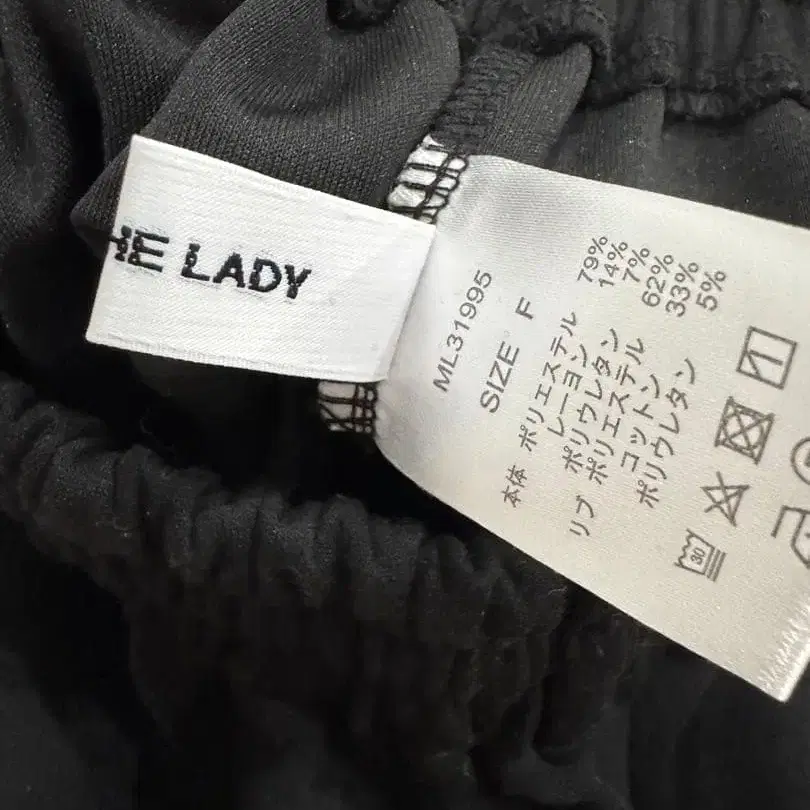 HE LADY
ML31995
SIZE F
本体 ポリエステル 79%
レーヨン 14%
ポリウレタン 7%
リブ ポリエステル 62%
コットン 33%
ポリウレタン 5%
30